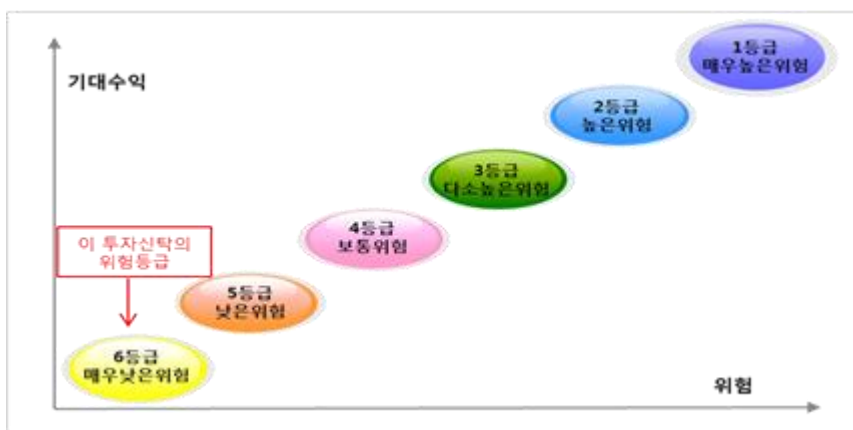 1등급
매우높은위험
기대수익
2등급
높은위험
3등급
다소높은위험
4등급
보통위험
이 투자신탁의
위험등급
5등급
낮은위험
6등급
매우낮은위험
위험